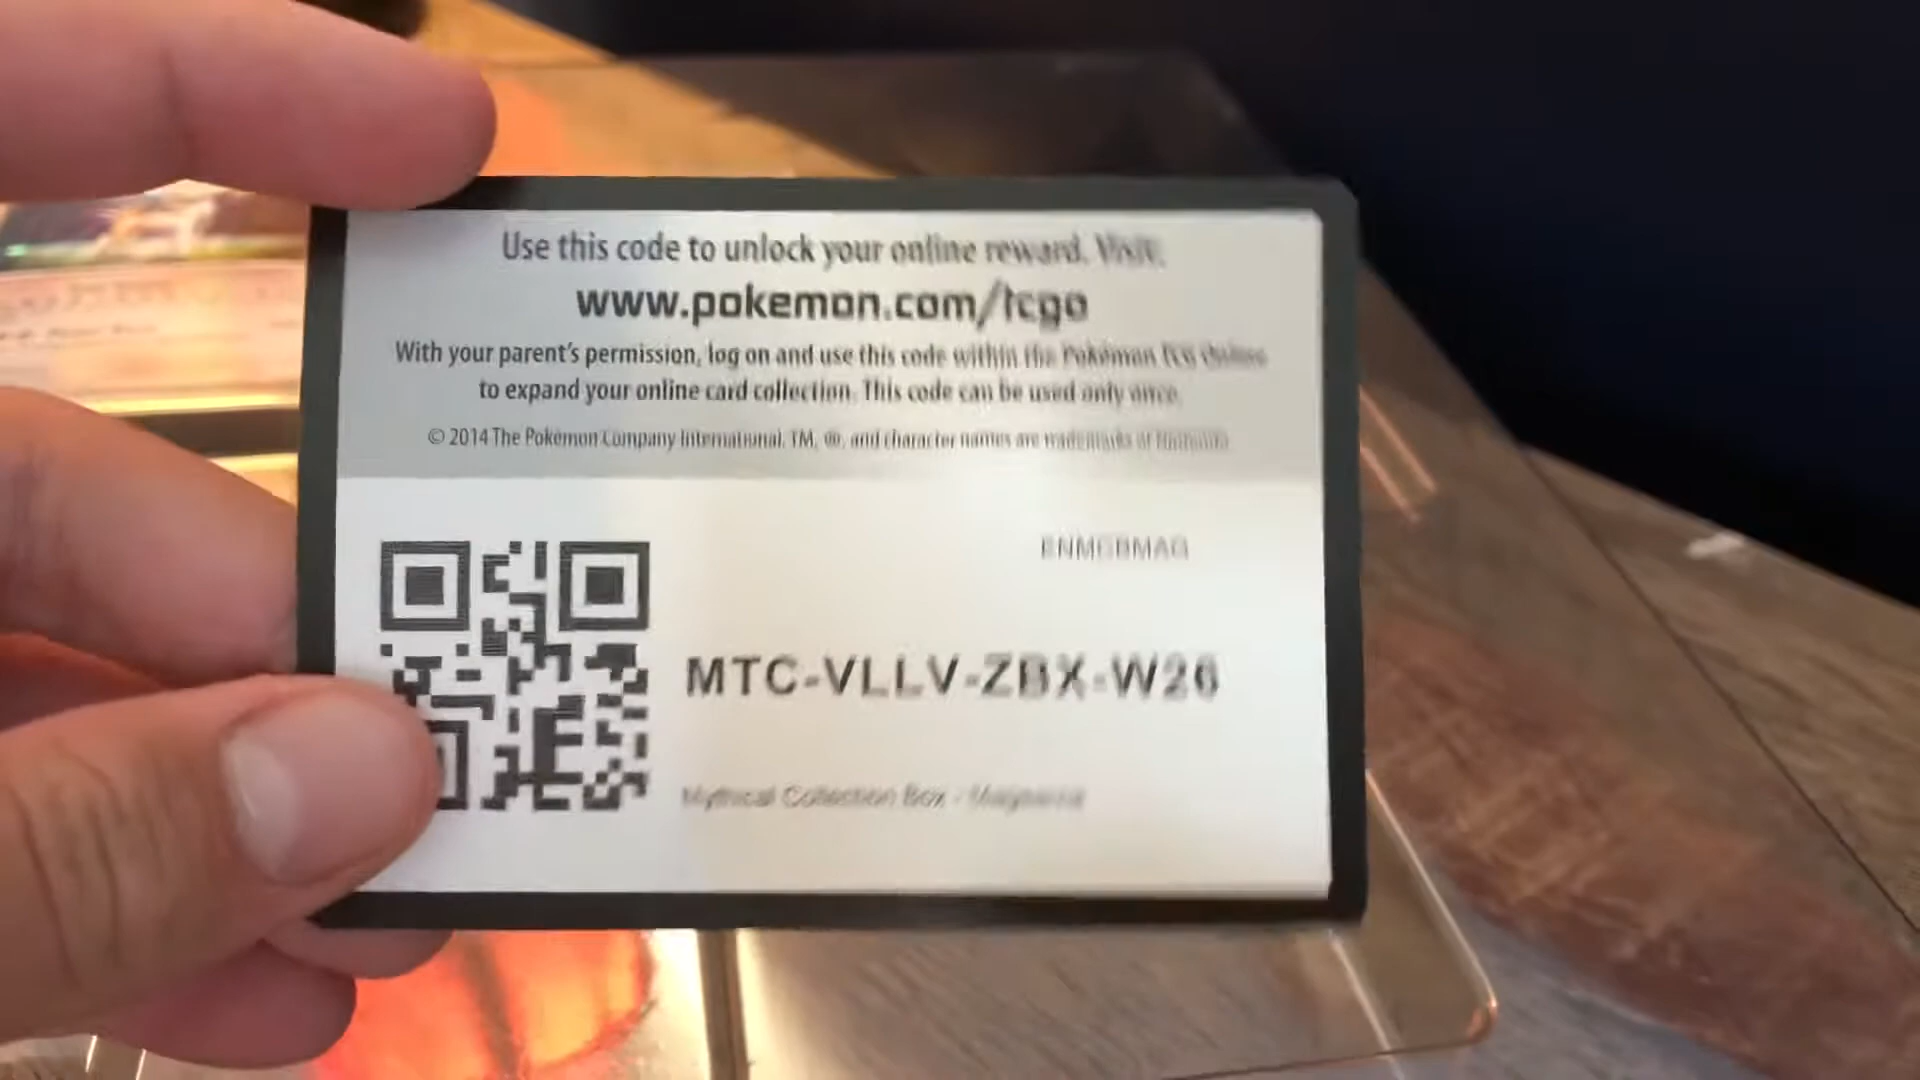 Use this code to unlock your online reward. Visit:
www.pokemon.com/tcgo
With your parent's permission, log on and use this code within the Pokémon TCG Online
to expand your online card collection. This code can be used only once.
© 2014 The Pokémon Company International. TM, ®, and character names are trademarks of Nintendo.
ENMCBMAG
MTC-VLLV-ZBX-W26
Mythical Collection Box -